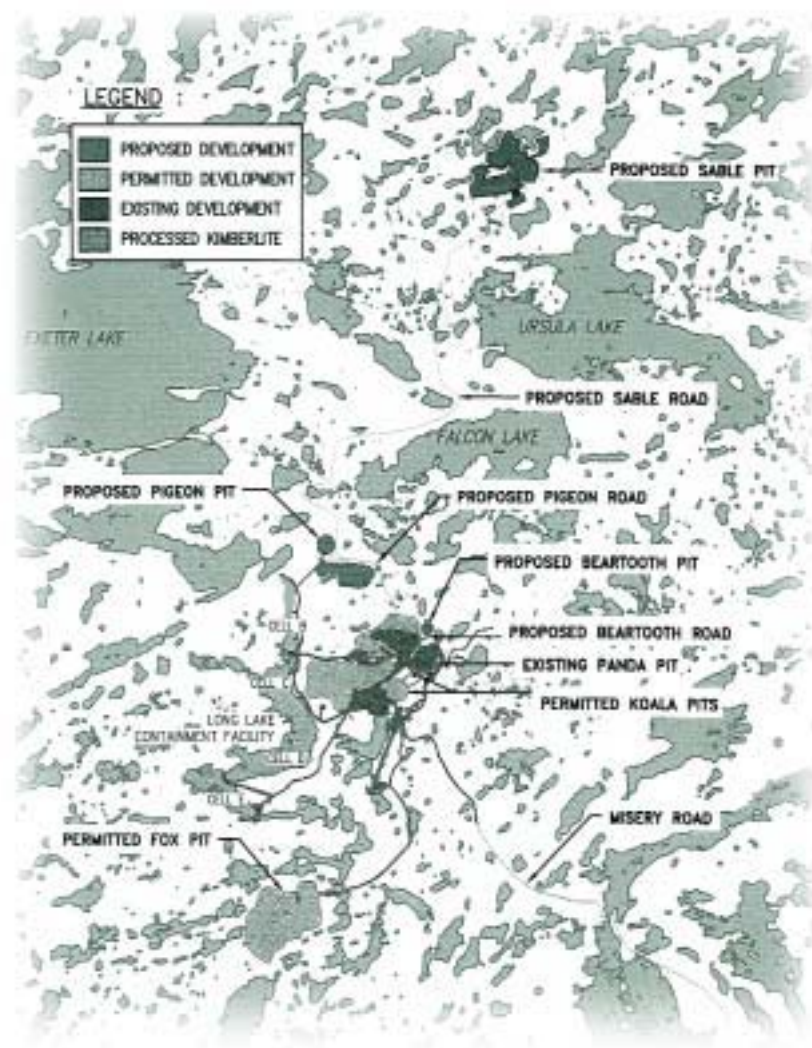 LEGEND
PROPOSED DEVELOPMENT
PERMITTED DEVELOPMENT
EXISTING DEVELOPMENT
PROCESSED KIMBERLITE
PROPOSED SABLE PIT
EXETER LAKE
URSULA LAKE
PROPOSED SABLE ROAD
FALCON LAKE
PROPOSED PIGEON PIT
PROPOSED PIGEON ROAD
PROPOSED BEARTOOTH PIT
CELL
PROPOSED BEARTOOTH ROAD
EXISTING PANDA PIT
CELL
PERMITTED KOALA PITS
LONG LAKE
CONTAINMENT FACILITY
CELL
CELL
MISERY ROAD
PERMITTED FOX PIT